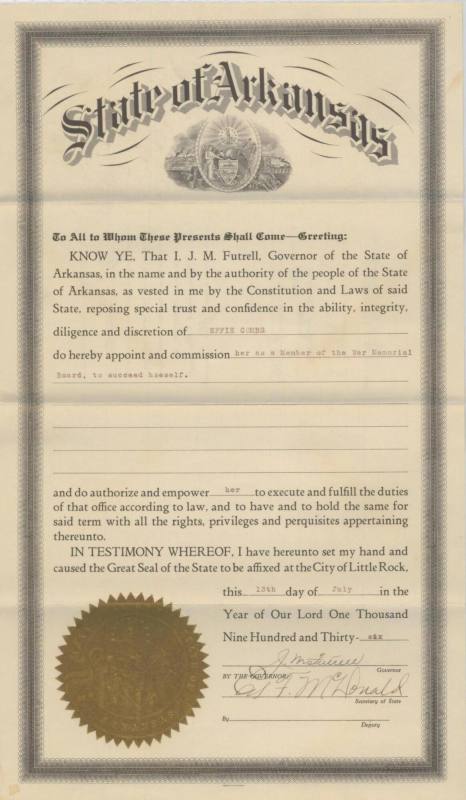 State of Arkansas
To All to Whom These Presents Shall Come—Greeting:
KNOW YE, That I, J. M. Futrell, Governor of the State of
Arkansas, in the name and by the authority of the people of the State
of Arkansas, as vested in me by the Constitution and Laws of said
State, reposing special trust and confidence in the ability, integrity,
diligence and discretion of EFFIE COMBS
do hereby appoint and commission her as a Member of the War Memorial
Board, to succeed herself.
and do authorize and empower her to execute and fulfill the duties
of that office according to law, and to have and to hold the same for
said term with all the rights, privileges and perquisites appertaining
thereunto.
IN TESTIMONY WHEREOF, I have hereunto set my hand and
caused the Great Seal of the State to be affixed at the City of Little Rock,
this 13th day of July in the
Year of Our Lord One Thousand
Nine Hundred and Thirty- six
J. M. Futrell
Governor
BY THE GOVERNOR:
Ed F. McDonald
Secretary of State
By
Deputy